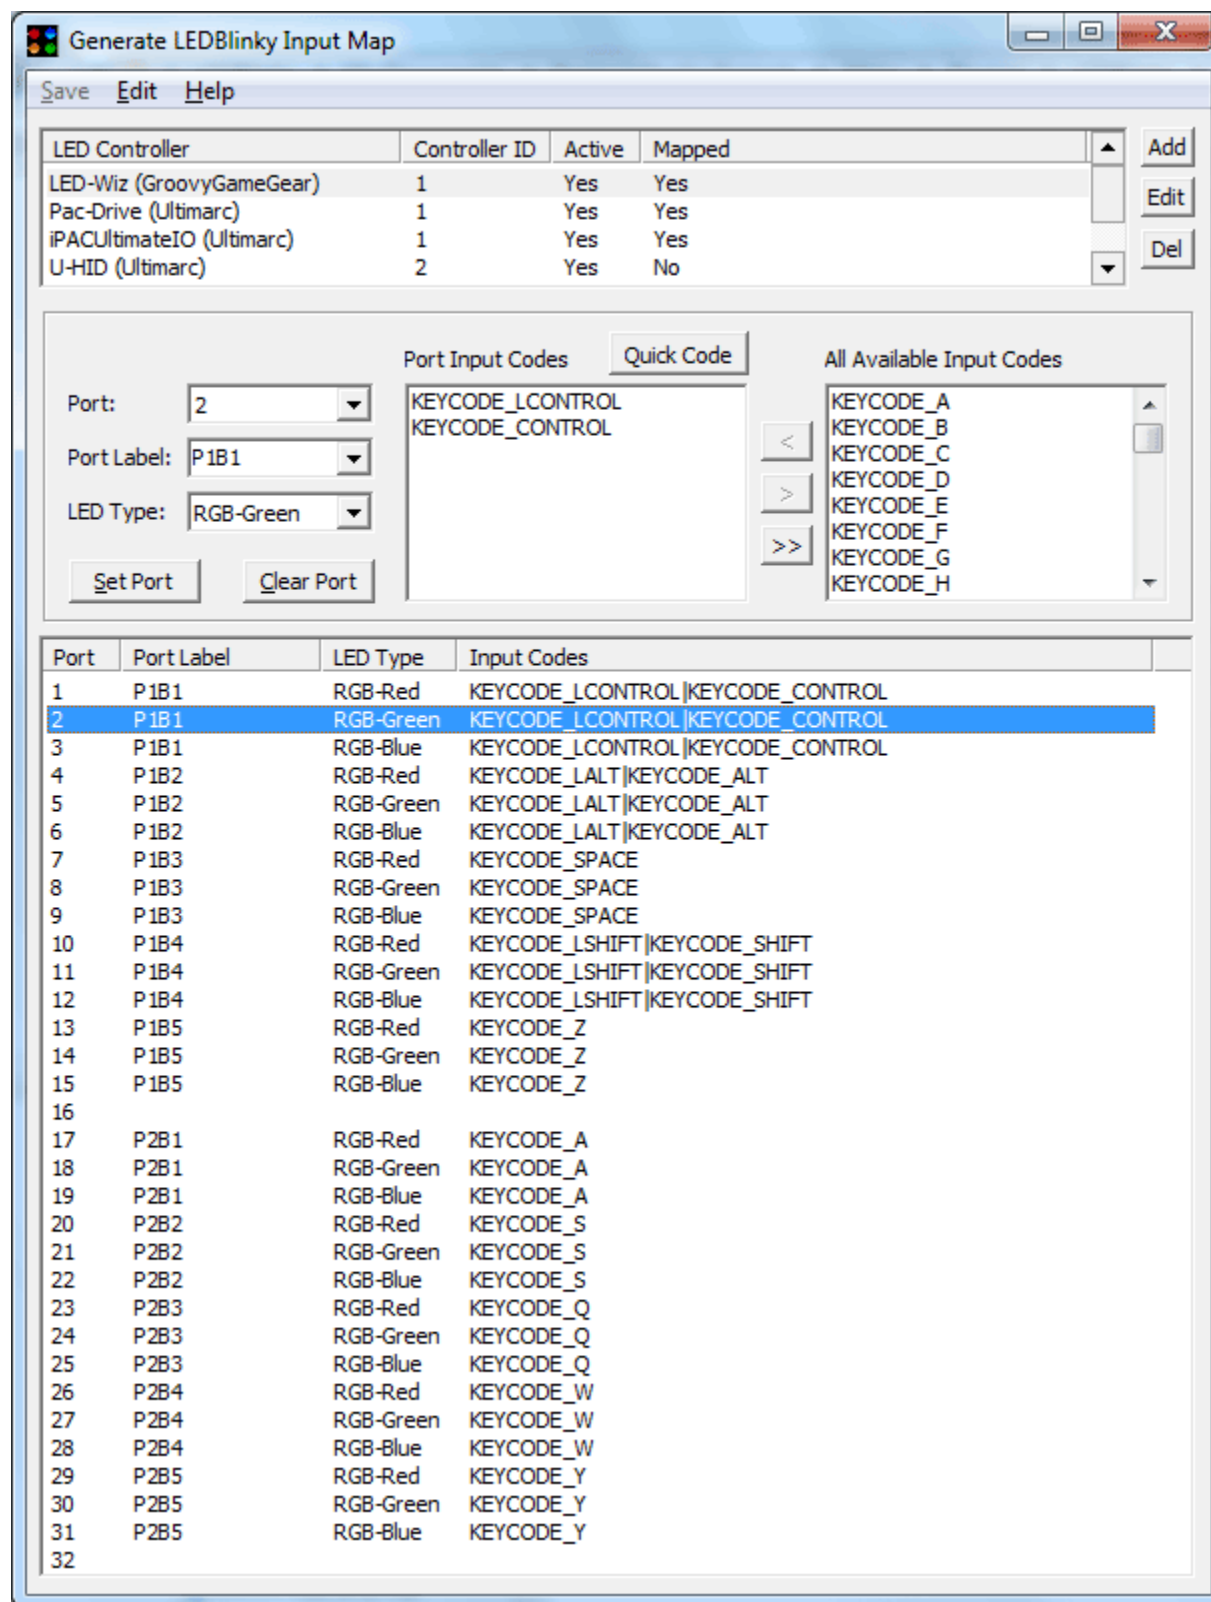 Generate LEDBlinky Input Map
Save Edit Help
LED Controller Controller ID Active Mapped
LED-Wiz (GroovyGameGear) 1 Yes Yes
Pac-Drive (Ultimarc) 1 Yes Yes
iPACUltimateIO (Ultimarc) 1 Yes Yes
U-HID (Ultimarc) 2 Yes No
Add
Edit
Del
Port Input Codes Quick Code All Available Input Codes
Port: 2
Port Label: P1B1
LED Type: RGB-Green
Set Port Clear Port
KEYCODE_LCONTROL
KEYCODE_CONTROL
<
>
>>
KEYCODE_A
KEYCODE_B
KEYCODE_C
KEYCODE_D
KEYCODE_E
KEYCODE_F
KEYCODE_G
KEYCODE_H
Port Port Label LED Type Input Codes
1 P1B1 RGB-Red KEYCODE_LCONTROL|KEYCODE_CONTROL
2 P1B1 RGB-Green KEYCODE_LCONTROL|KEYCODE_CONTROL
3 P1B1 RGB-Blue KEYCODE_LCONTROL|KEYCODE_CONTROL
4 P1B2 RGB-Red KEYCODE_LALT|KEYCODE_ALT
5 P1B2 RGB-Green KEYCODE_LALT|KEYCODE_ALT
6 P1B2 RGB-Blue KEYCODE_LALT|KEYCODE_ALT
7 P1B3 RGB-Red KEYCODE_SPACE
8 P1B3 RGB-Green KEYCODE_SPACE
9 P1B3 RGB-Blue KEYCODE_SPACE
10 P1B4 RGB-Red KEYCODE_LSHIFT|KEYCODE_SHIFT
11 P1B4 RGB-Green KEYCODE_LSHIFT|KEYCODE_SHIFT
12 P1B4 RGB-Blue KEYCODE_LSHIFT|KEYCODE_SHIFT
13 P1B5 RGB-Red KEYCODE_Z
14 P1B5 RGB-Green KEYCODE_Z
15 P1B5 RGB-Blue KEYCODE_Z
16
17 P2B1 RGB-Red KEYCODE_A
18 P2B1 RGB-Green KEYCODE_A
19 P2B1 RGB-Blue KEYCODE_A
20 P2B2 RGB-Red KEYCODE_S
21 P2B2 RGB-Green KEYCODE_S
22 P2B2 RGB-Blue KEYCODE_S
23 P2B3 RGB-Red KEYCODE_Q
24 P2B3 RGB-Green KEYCODE_Q
25 P2B3 RGB-Blue KEYCODE_Q
26 P2B4 RGB-Red KEYCODE_W
27 P2B4 RGB-Green KEYCODE_W
28 P2B4 RGB-Blue KEYCODE_W
29 P2B5 RGB-Red KEYCODE_Y
30 P2B5 RGB-Green KEYCODE_Y
31 P2B5 RGB-Blue KEYCODE_Y
32